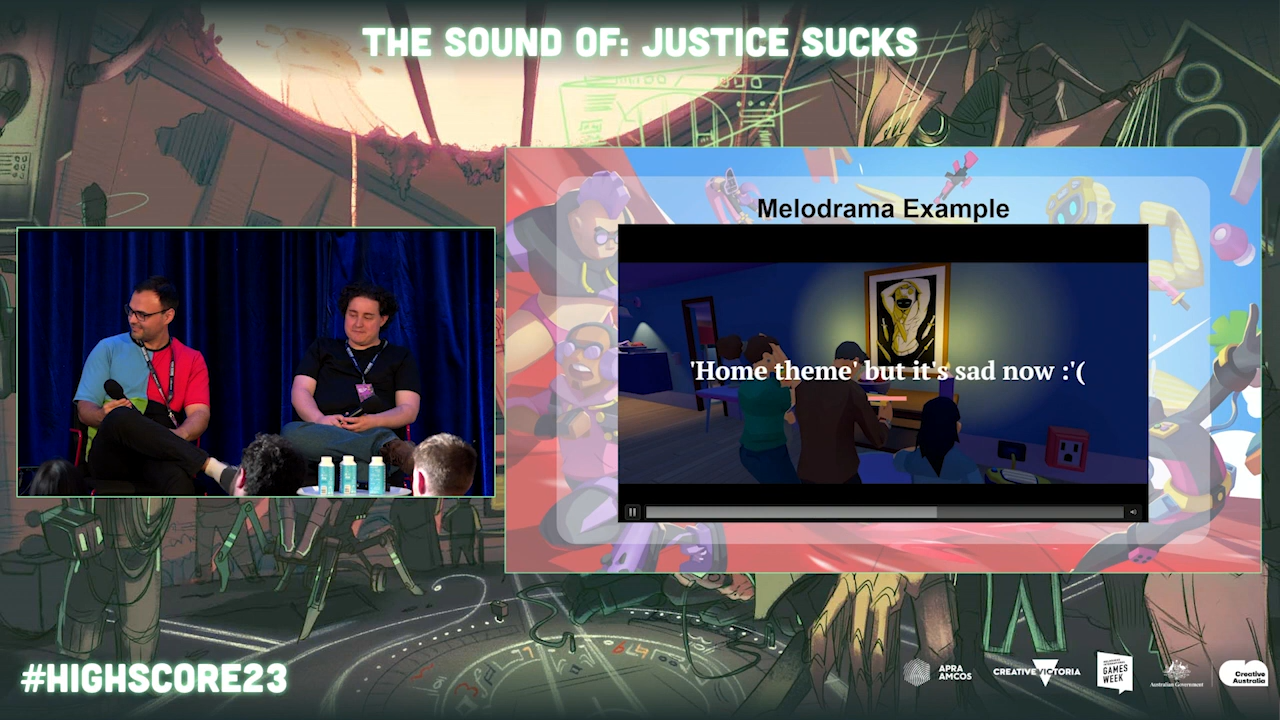 THE SOUND OF: JUSTICE SUCKS
Melodrama Example
'Home theme' but it's sad now :'(
#HIGHSCORE23
APRA
AMCOS
CREATIVE VICTORIA
GAMES
WEEK
Australian Government
Creative
Australia